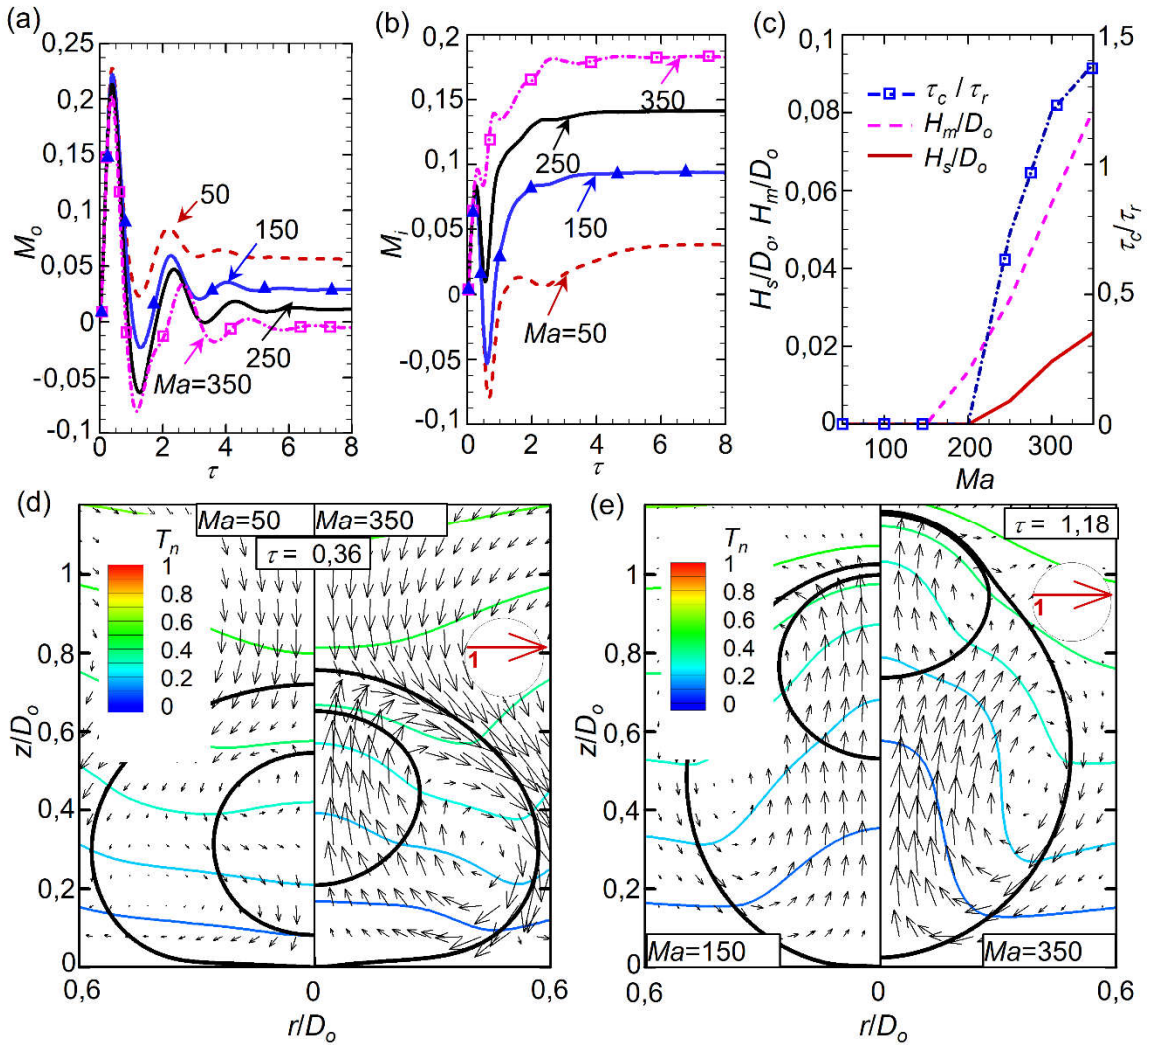 (a)
0,25
0,2
0,15
0,1
0,05
0
-0,05
-0,1
M_o
50
150
250
Ma=350
0 2 4 6 8
τ
(b)
0,2
0,15
0,1
0,05
0
-0,05
-0,1
M_i
350
250
150
Ma=50
0 2 4 6 8
τ
(c)
0,1
0,08
0,06
0,04
0,02
0
H_s/D_o, H_m/D_o
τ_c / τ_r
H_m/D_o
H_s/D_o
1,5
1
0,5
0
τ_c/τ_r
100 200 300
Ma
(d)
Ma=50 Ma=350
τ = 0,36
T_n
1
0.8
0.6
0.4
0.2
0
1
1
0,8
0,6
0,4
0,2
0
z/D_o
0,6 0 0,6
r/D_o
(e)
τ = 1,18
T_n
1
0.8
0.6
0.4
0.2
0
1
1
0,8
0,6
0,4
0,2
0
z/D_o
Ma=150 Ma=350
0,6 0 0,6
r/D_o